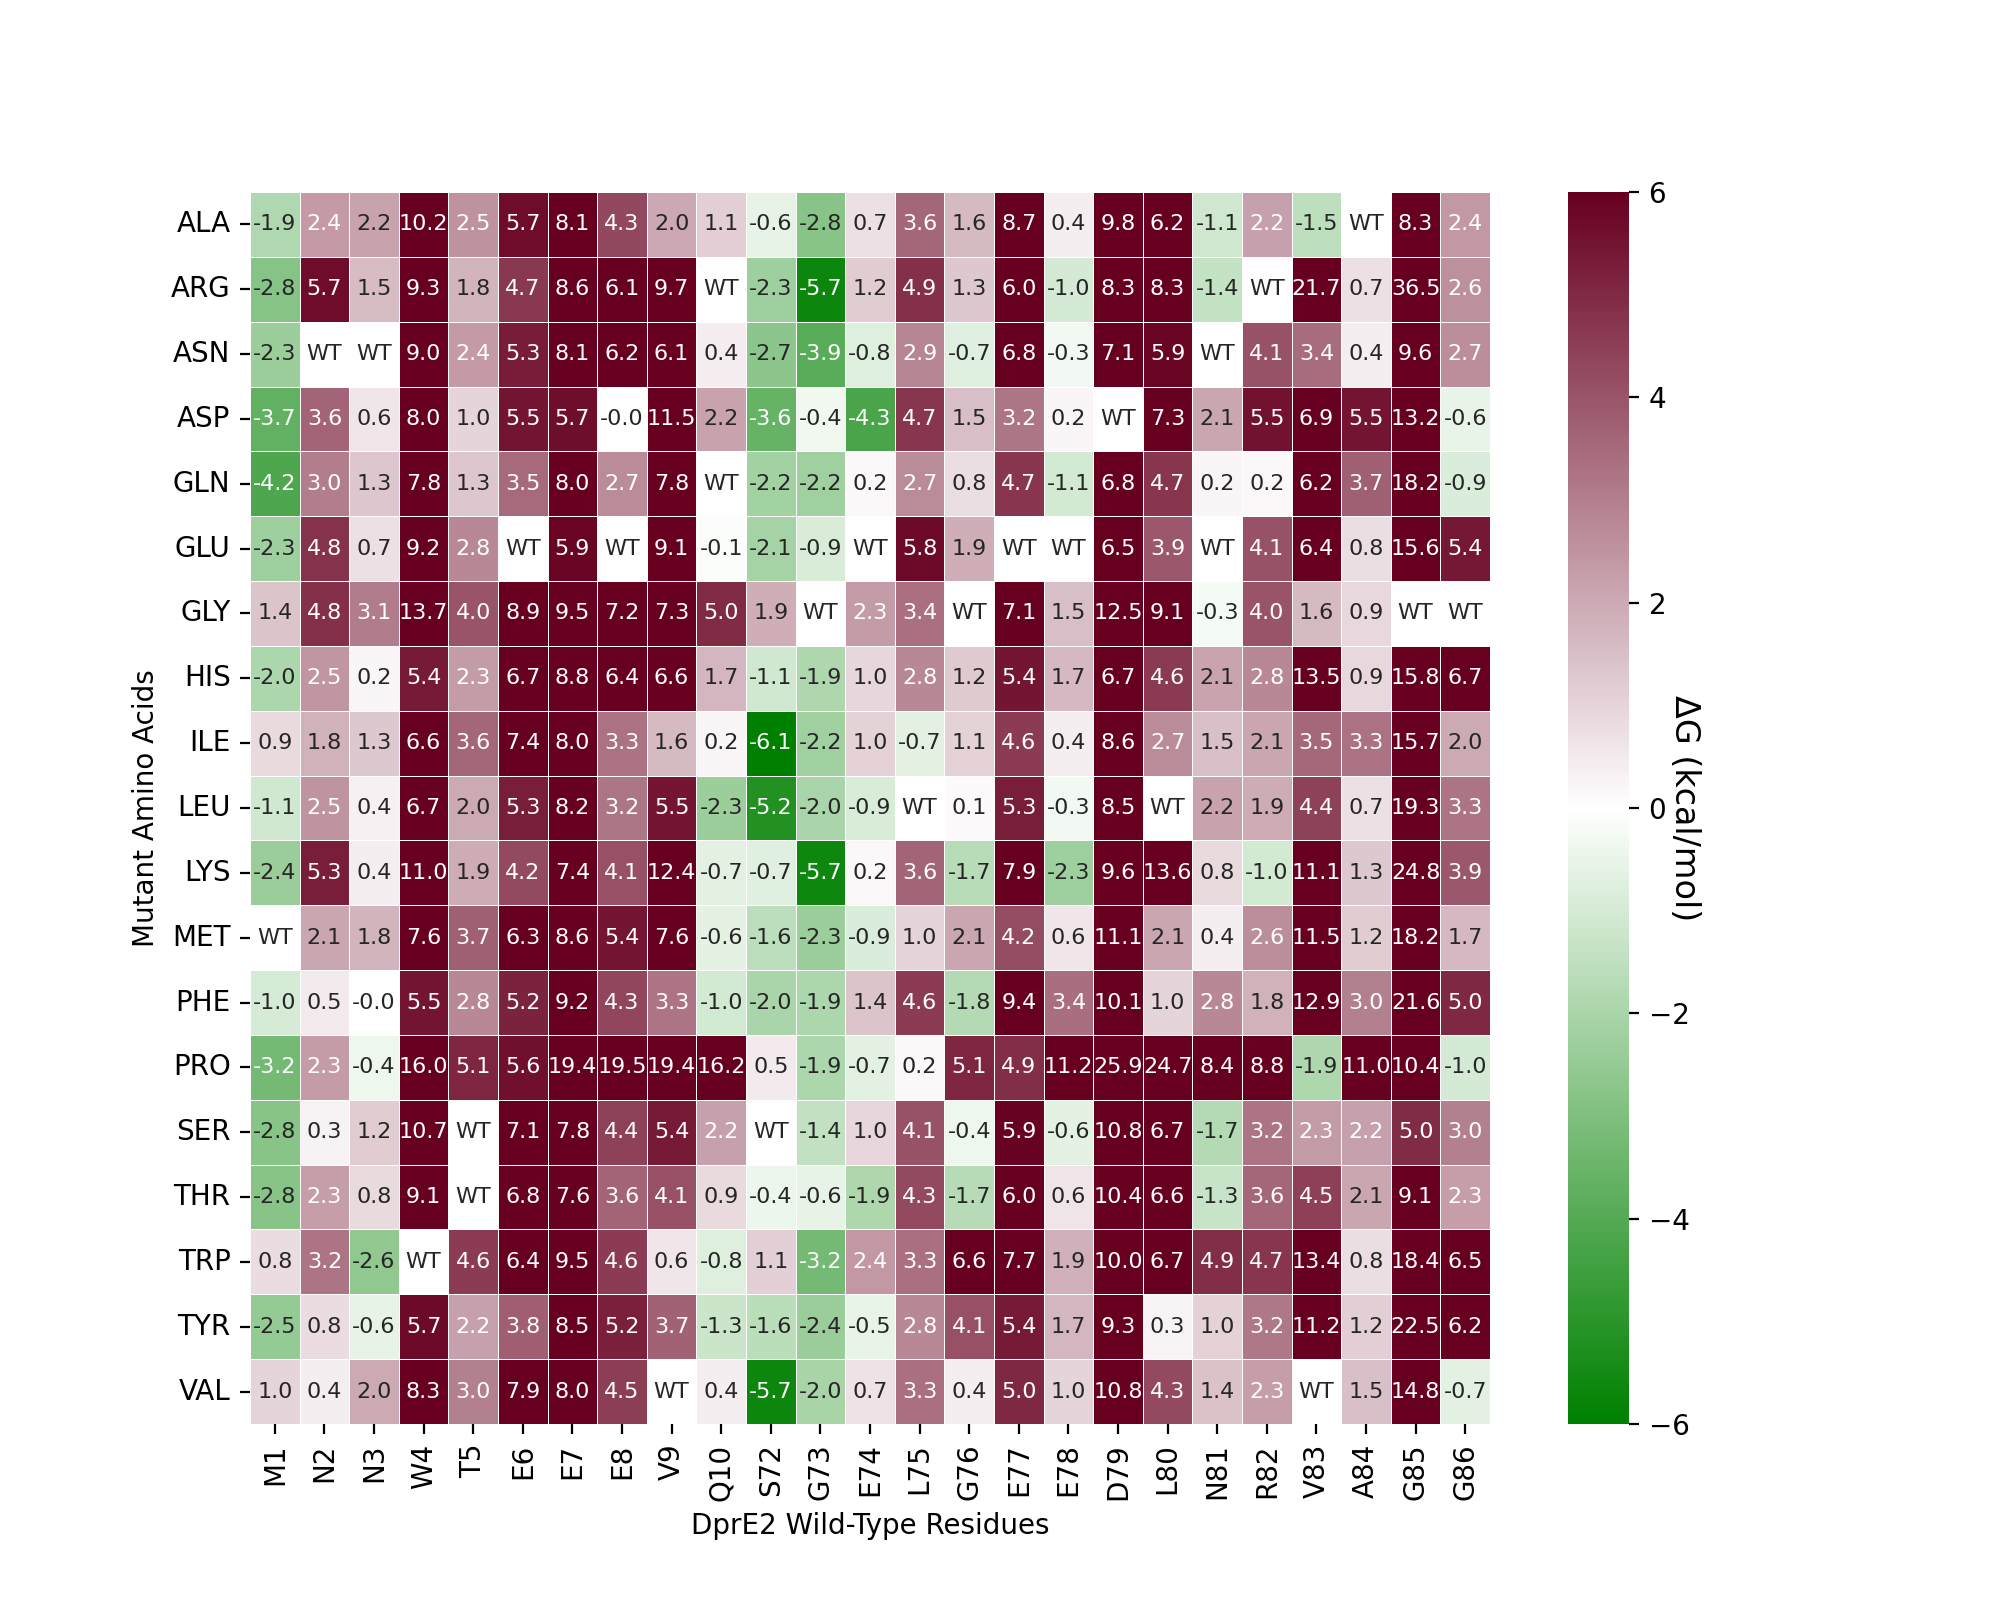 ALA -1.9 2.4 2.2 10.2 2.5 5.7 8.1 4.3 2.0 1.1 -0.6 -2.8 0.7 3.6 1.6 8.7 0.4 9.8 6.2 -1.1 2.2 -1.5 WT 8.3 2.4
ARG -2.8 5.7 1.5 9.3 1.8 4.7 8.6 6.1 9.7 WT -2.3 -5.7 1.2 4.9 1.3 6.0 -1.0 8.3 8.3 -1.4 WT 21.7 0.7 36.5 2.6
ASN -2.3 WT WT 9.0 2.4 5.3 8.1 6.2 6.1 0.4 -2.7 -3.9 -0.8 2.9 -0.7 6.8 -0.3 7.1 5.9 WT 4.1 3.4 0.4 9.6 2.7
ASP -3.7 3.6 0.6 8.0 1.0 5.5 5.7 -0.0 11.5 2.2 -3.6 -0.4 -4.3 4.7 1.5 3.2 0.2 WT 7.3 2.1 5.5 6.9 5.5 13.2 -0.6
GLN -4.2 3.0 1.3 7.8 1.3 3.5 8.0 2.7 7.8 WT -2.2 -2.2 0.2 2.7 0.8 4.7 -1.1 6.8 4.7 0.2 0.2 6.2 3.7 18.2 -0.9
GLU -2.3 4.8 0.7 9.2 2.8 WT 5.9 WT 9.1 -0.1 -2.1 -0.9 WT 5.8 1.9 WT WT 6.5 3.9 WT 4.1 6.4 0.8 15.6 5.4
GLY 1.4 4.8 3.1 13.7 4.0 8.9 9.5 7.2 7.3 5.0 1.9 WT 2.3 3.4 WT 7.1 1.5 12.5 9.1 -0.3 4.0 1.6 0.9 WT WT
HIS -2.0 2.5 0.2 5.4 2.3 6.7 8.8 6.4 6.6 1.7 -1.1 -1.9 1.0 2.8 1.2 5.4 1.7 6.7 4.6 2.1 2.8 13.5 0.9 15.8 6.7
ILE 0.9 1.8 1.3 6.6 3.6 7.4 8.0 3.3 1.6 0.2 -6.1 -2.2 1.0 -0.7 1.1 4.6 0.4 8.6 2.7 1.5 2.1 3.5 3.3 15.7 2.0
LEU -1.1 2.5 0.4 6.7 2.0 5.3 8.2 3.2 5.5 -2.3 -5.2 -2.0 -0.9 WT 0.1 5.3 -0.3 8.5 WT 2.2 1.9 4.4 0.7 19.3 3.3
LYS -2.4 5.3 0.4 11.0 1.9 4.2 7.4 4.1 12.4 -0.7 -0.7 -5.7 0.2 3.6 -1.7 7.9 -2.3 9.6 13.6 0.8 -1.0 11.1 1.3 24.8 3.9
MET WT 2.1 1.8 7.6 3.7 6.3 8.6 5.4 7.6 -0.6 -1.6 -2.3 -0.9 1.0 2.1 4.2 0.6 11.1 2.1 0.4 2.6 11.5 1.2 18.2 1.7
PHE -1.0 0.5 -0.0 5.5 2.8 5.2 9.2 4.3 3.3 -1.0 -2.0 -1.9 1.4 4.6 -1.8 9.4 3.4 10.1 1.0 2.8 1.8 12.9 3.0 21.6 5.0
PRO -3.2 2.3 -0.4 16.0 5.1 5.6 19.4 19.5 19.4 16.2 0.5 -1.9 -0.7 0.2 5.1 4.9 11.2 25.9 24.7 8.4 8.8 -1.9 11.0 10.4 -1.0
SER -2.8 0.3 1.2 10.7 WT 7.1 7.8 4.4 5.4 2.2 WT -1.4 1.0 4.1 -0.4 5.9 -0.6 10.8 6.7 -1.7 3.2 2.3 2.2 5.0 3.0
THR -2.8 2.3 0.8 9.1 WT 6.8 7.6 3.6 4.1 0.9 -0.4 -0.6 -1.9 4.3 -1.7 6.0 0.6 10.4 6.6 -1.3 3.6 4.5 2.1 9.1 2.3
TRP 0.8 3.2 -2.6 WT 4.6 6.4 9.5 4.6 0.6 -0.8 1.1 -3.2 2.4 3.3 6.6 7.7 1.9 10.0 6.7 4.9 4.7 13.4 0.8 18.4 6.5
TYR -2.5 0.8 -0.6 5.7 2.2 3.8 8.5 5.2 3.7 -1.3 -1.6 -2.4 -0.5 2.8 4.1 5.4 1.7 9.3 0.3 1.0 3.2 11.2 1.2 22.5 6.2
VAL 1.0 0.4 2.0 8.3 3.0 7.9 8.0 4.5 WT 0.4 -5.7 -2.0 0.7 3.3 0.4 5.0 1.0 10.8 4.3 1.4 2.3 WT 1.5 14.8 -0.7
M1 N2 N3 W4 T5 E6 E7 E8 V9 Q10 S72 G73 E74 L75 G76 E77 E78 D79 L80 N81 R82 V83 A84 G85 G86
DprE2 Wild-Type Residues
Mutant Amino Acids
6
4
2
0
−2
−4
−6
ΔG (kcal/mol)